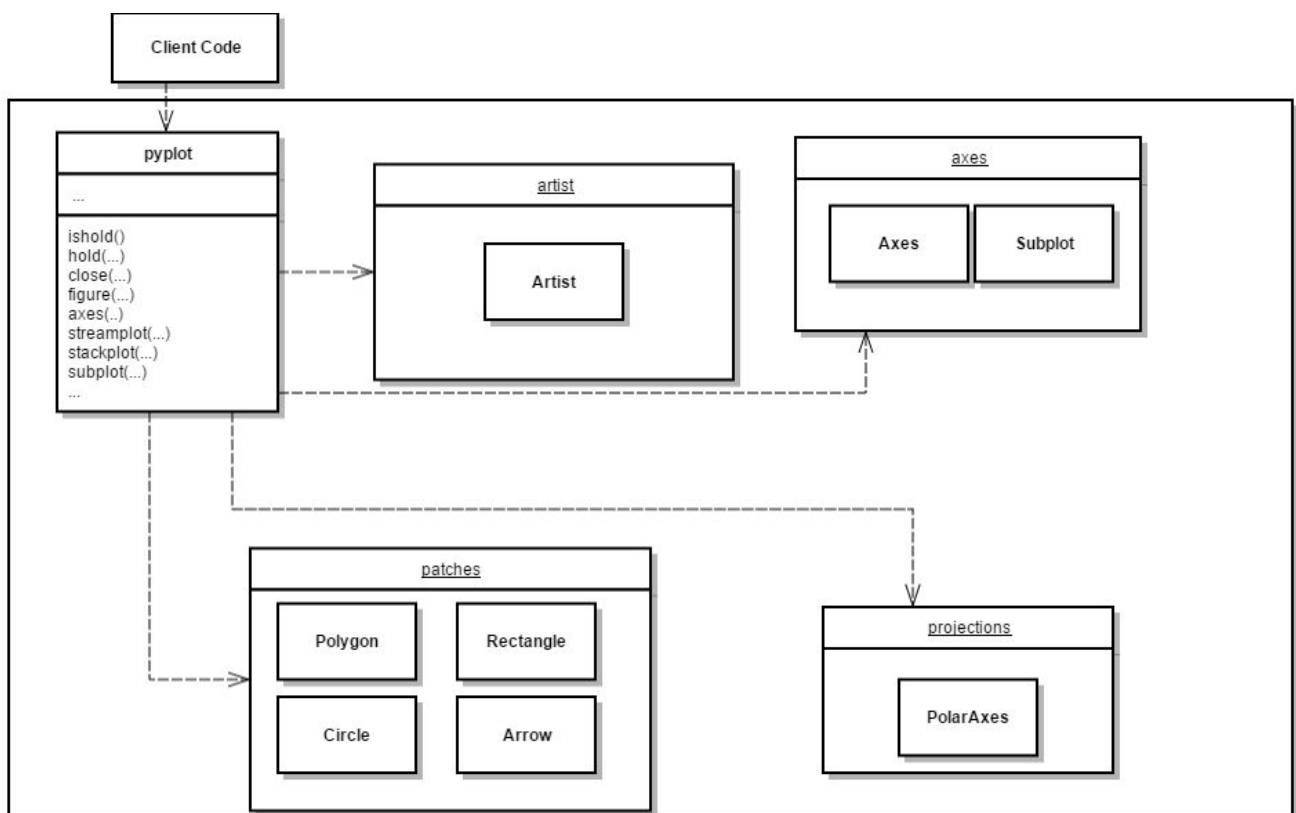 Client Code
pyplot
...
ishold()
hold(...)
close(...)
figure(...)
axes(..)
streamplot(...)
stackplot(...)
subplot(...)
...
artist
Artist
axes
Axes
Subplot
patches
Polygon
Rectangle
Circle
Arrow
projections
PolarAxes